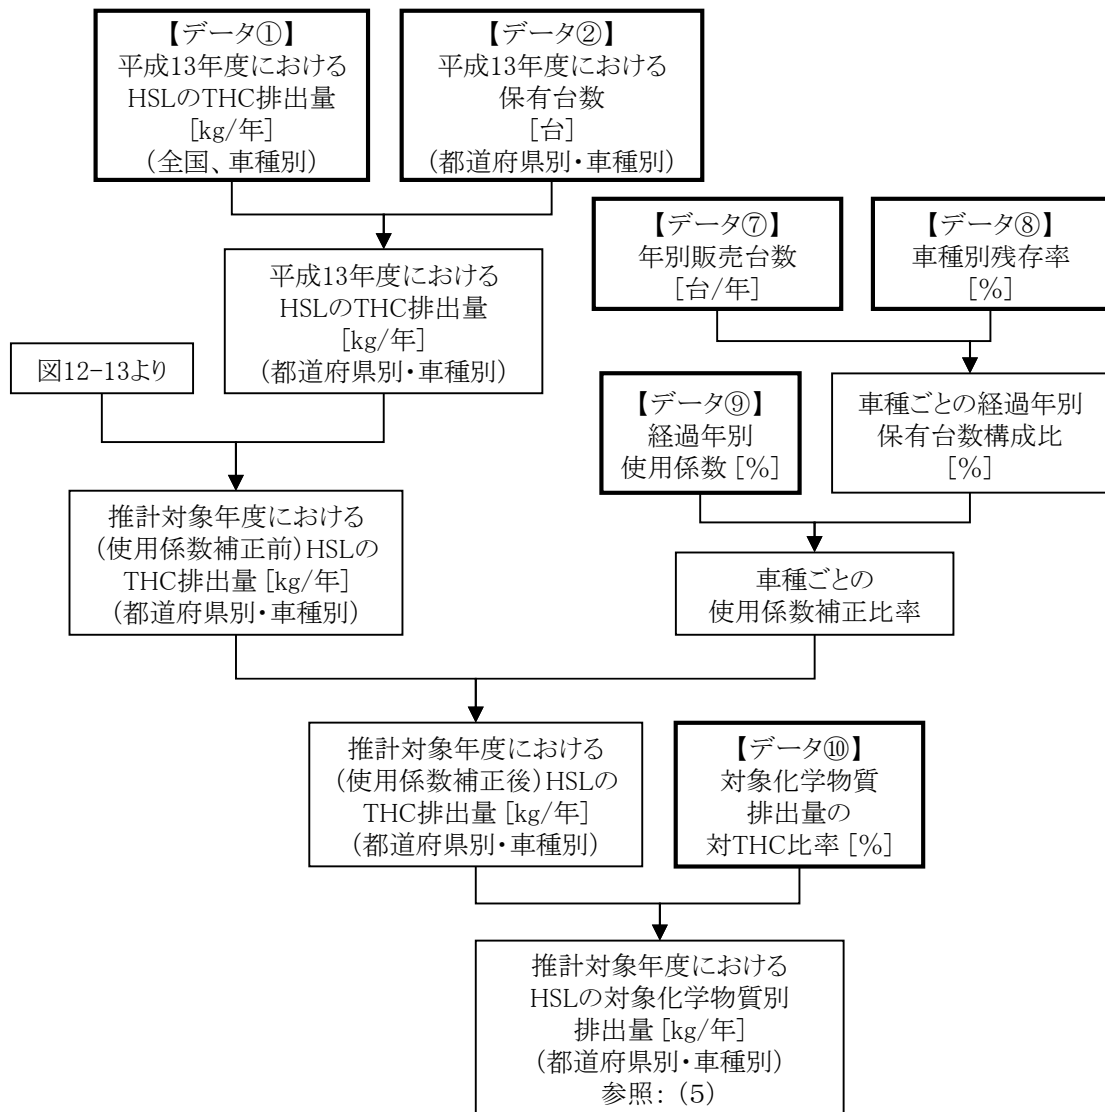 【データ①】
平成13年度における
HSLのTHC排出量
[kg/年]
(全国、車種別)
【データ②】
平成13年度における
保有台数
[台]
(都道府県別・車種別)
平成13年度における
HSLのTHC排出量
[kg/年]
(都道府県別・車種別)
【データ⑦】
年別販売台数
[台/年]
【データ⑧】
車種別残存率
[%]
図12-13より
【データ⑨】
経過年別
使用係数 [%]
車種ごとの経過年別
保有台数構成比
[%]
推計対象年度における
(使用係数補正前)HSLの
THC排出量 [kg/年]
(都道府県別・車種別)
車種ごとの
使用係数補正比率
推計対象年度における
(使用係数補正後)HSLの
THC排出量 [kg/年]
(都道府県別・車種別)
【データ⑩】
対象化学物質
排出量の
対THC比率 [%]
推計対象年度における
HSLの対象化学物質別
排出量 [kg/年]
(都道府県別・車種別)
参照: (5)